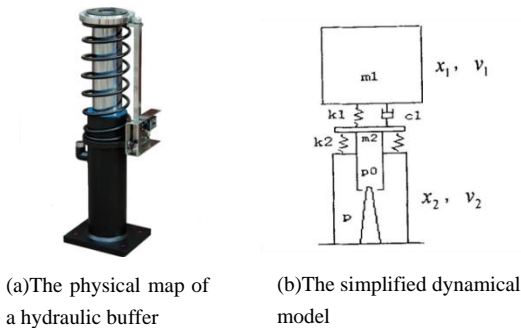 m1
x₁, v₁
k1
c1
m2
k2
p0
p
x₂, v₂
(a)The physical map of
a hydraulic buffer
(b)The simplified dynamical
model